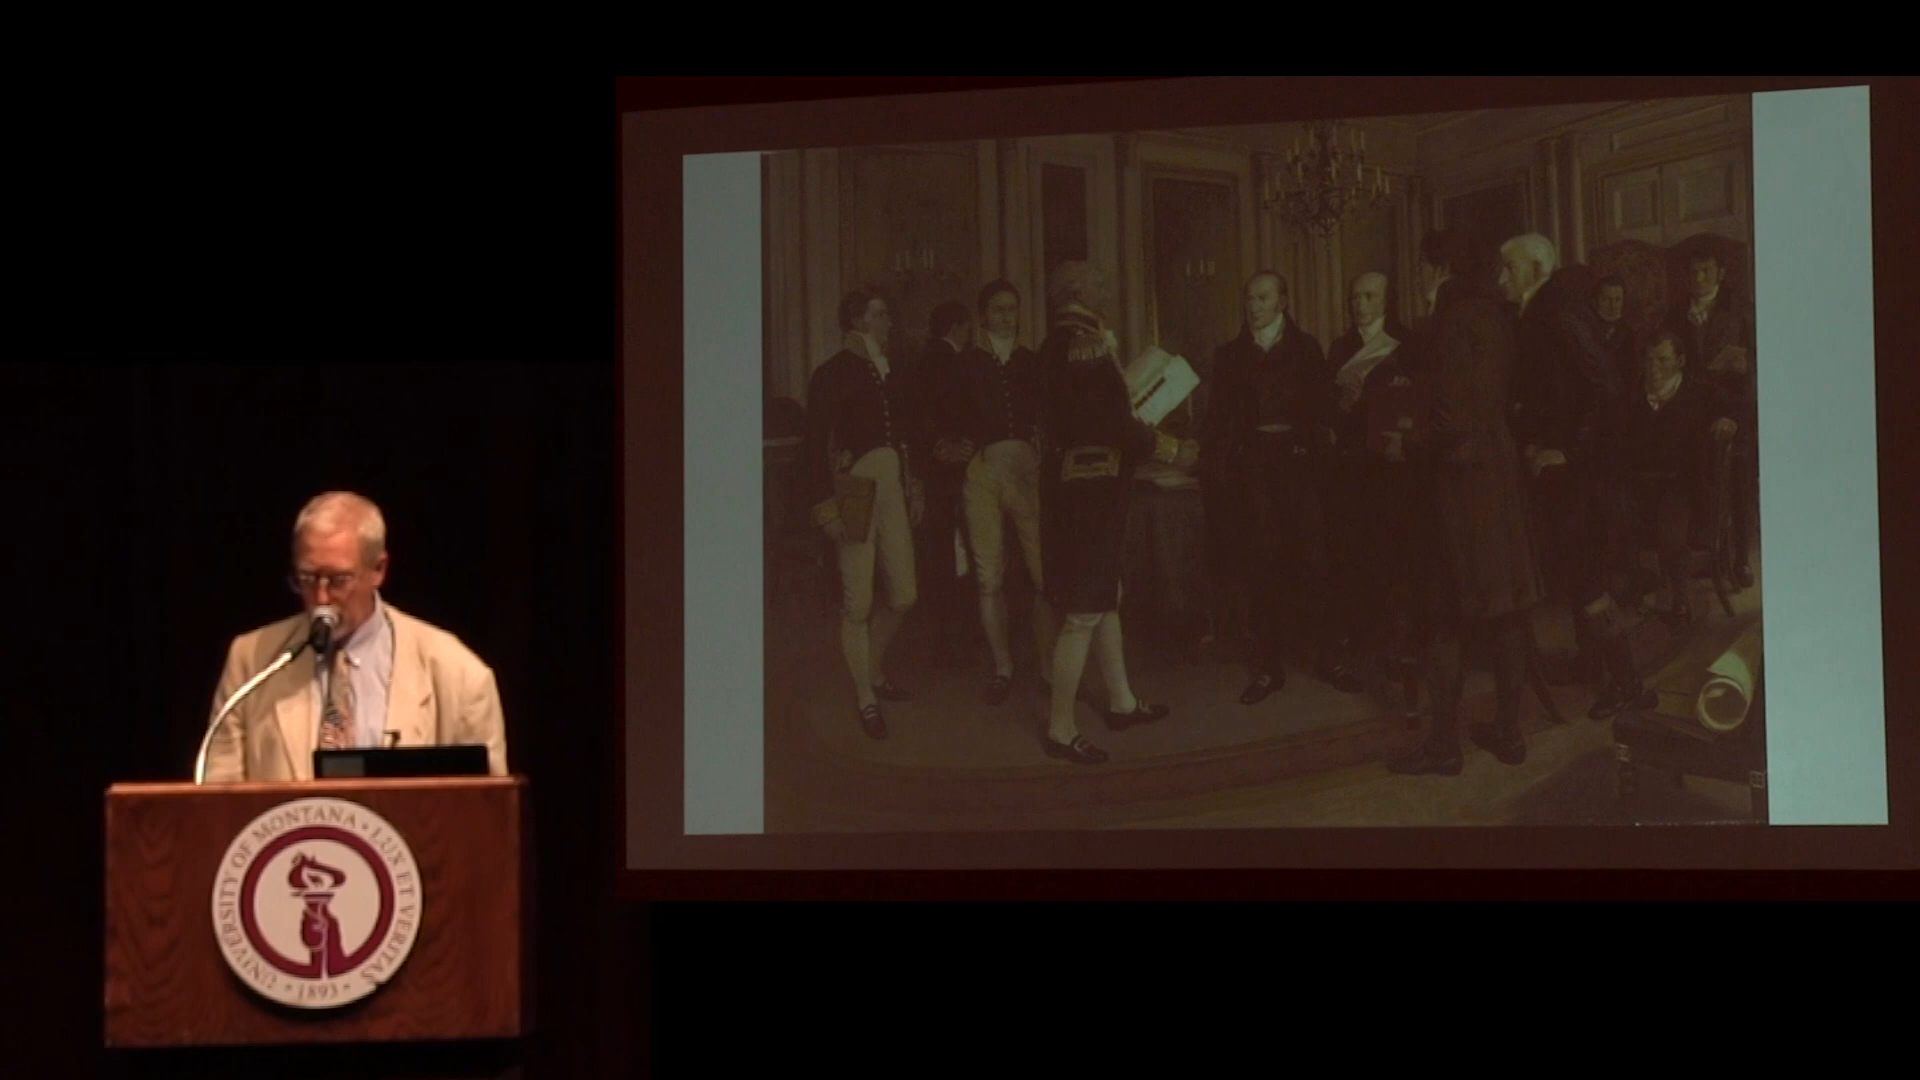 UNIVERSITY OF MONTANA • LUX ET VERITAS
• 1893 •